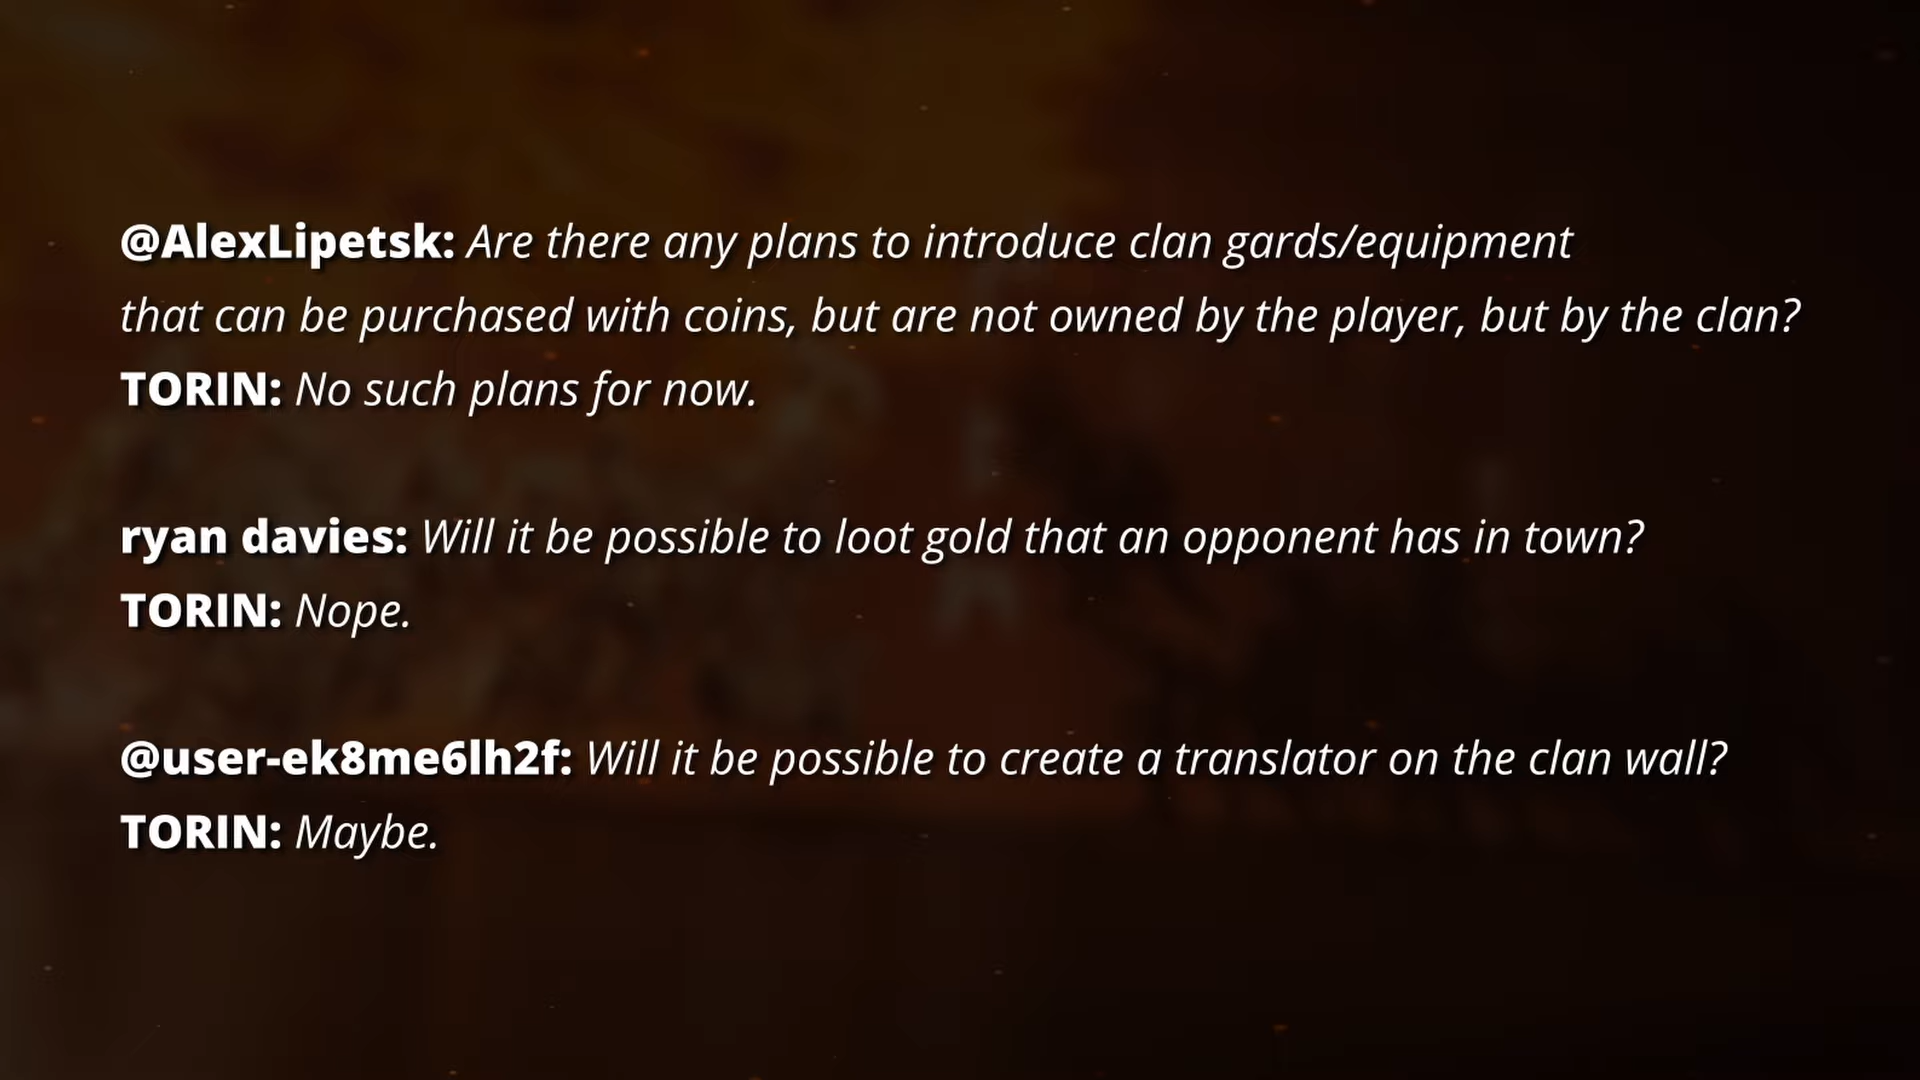 @AlexLipetsk: Are there any plans to introduce clan gards/equipment
that can be purchased with coins, but are not owned by the player, but by the clan?
TORIN: No such plans for now.
ryan davies: Will it be possible to loot gold that an opponent has in town?
TORIN: Nope.
@user-ek8me6lh2f: Will it be possible to create a translator on the clan wall?
TORIN: Maybe.